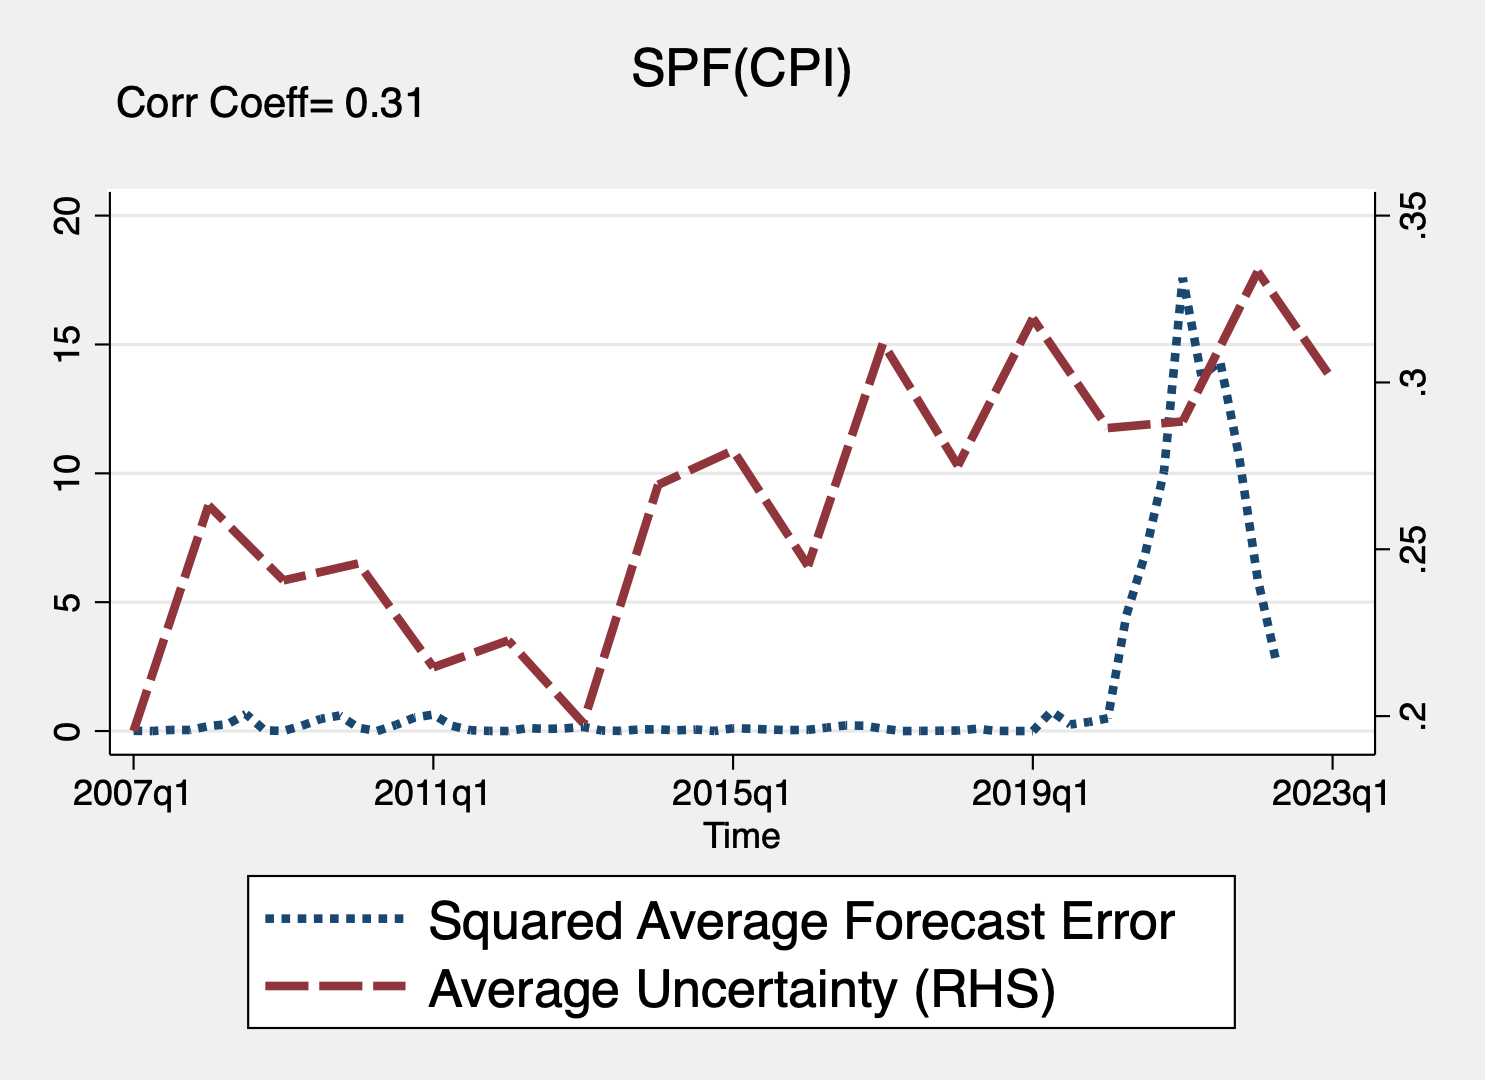 SPF(CPI)
Corr Coeff= 0.31
20
15
10
5
0
.35
.3
.25
.2
2007q1 2011q1 2015q1 2019q1 2023q1
Time
Squared Average Forecast Error
Average Uncertainty (RHS)